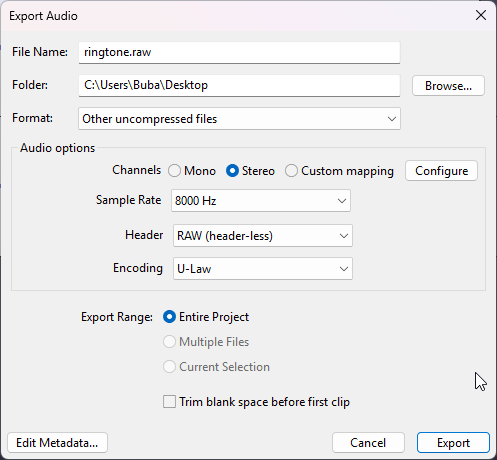 Export Audio
File Name: ringtone.raw
Folder: C:\Users\Buba\Desktop Browse...
Format: Other uncompressed files
Audio options
Channels Mono Stereo Custom mapping Configure
Sample Rate 8000 Hz
Header RAW (header-less)
Encoding U-Law
Export Range: Entire Project
Multiple Files
Current Selection
Trim blank space before first clip
Edit Metadata... Cancel Export